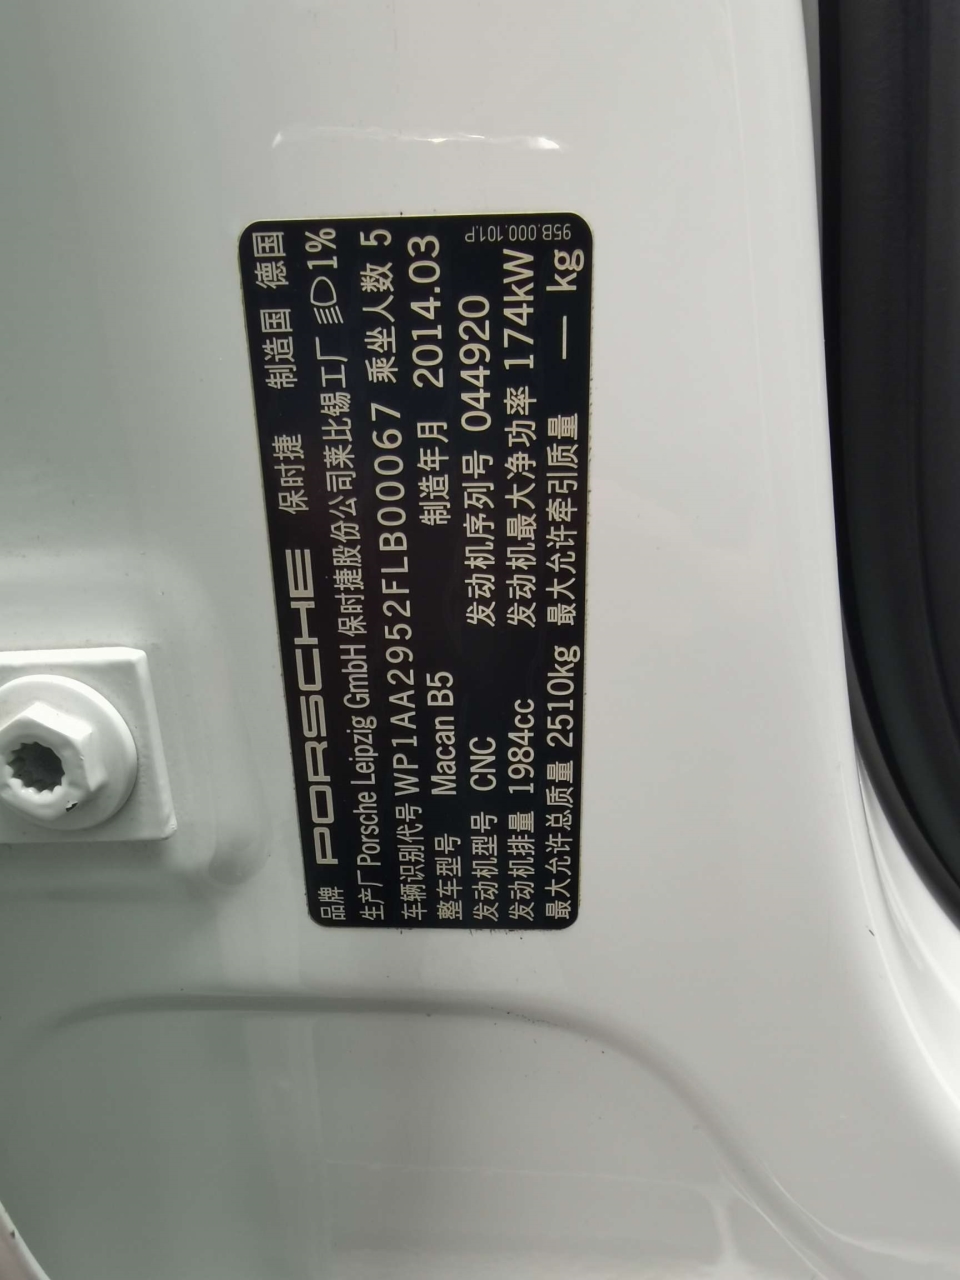 品牌 PORSCHE 保时捷 制造国 德国
生产厂 Porsche Leipzig GmbH 保时捷股份公司莱比锡工厂 1%
车辆识别代号 WP1AA2952FLB00067 乘坐人数 5
整车型号 Macan B5 制造年月 2014.03
发动机型号 CNC 发动机序列号 044920
发动机排量 1984cc 发动机最大净功率 174kW
最大允许总质量 2510kg 最大允许牵引质量 — kg
95B.000.101.P